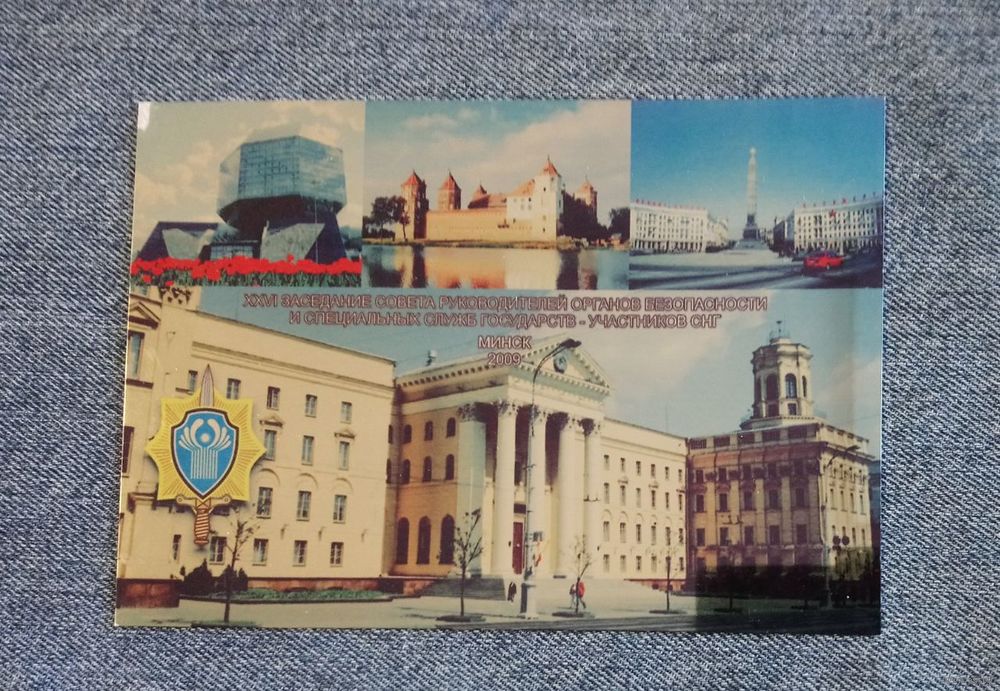 XXVI ЗАСЕДАНИЕ СОВЕТА РУКОВОДИТЕЛЕЙ ОРГАНОВ БЕЗОПАСНОСТИ
И СПЕЦИАЛЬНЫХ СЛУЖБ ГОСУДАРСТВ - УЧАСТНИКОВ СНГ
МИНСК
2009